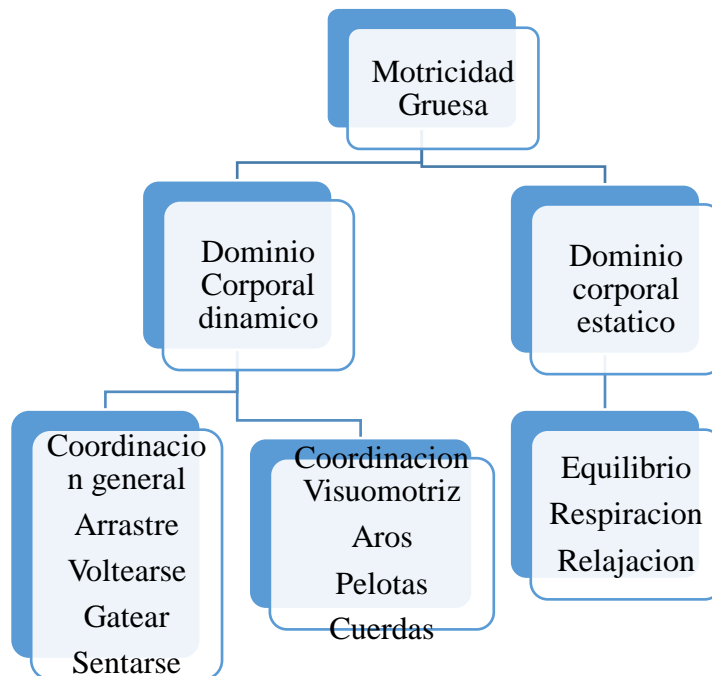 Motricidad
Gruesa
Dominio
Corporal
dinamico
Dominio
corporal
estatico
Coordinacio
n general
Arrastre
Voltearse
Gatear
Sentarse
Coordinacion
Visuomotriz
Aros
Pelotas
Cuerdas
Equilibrio
Respiracion
Relajacion